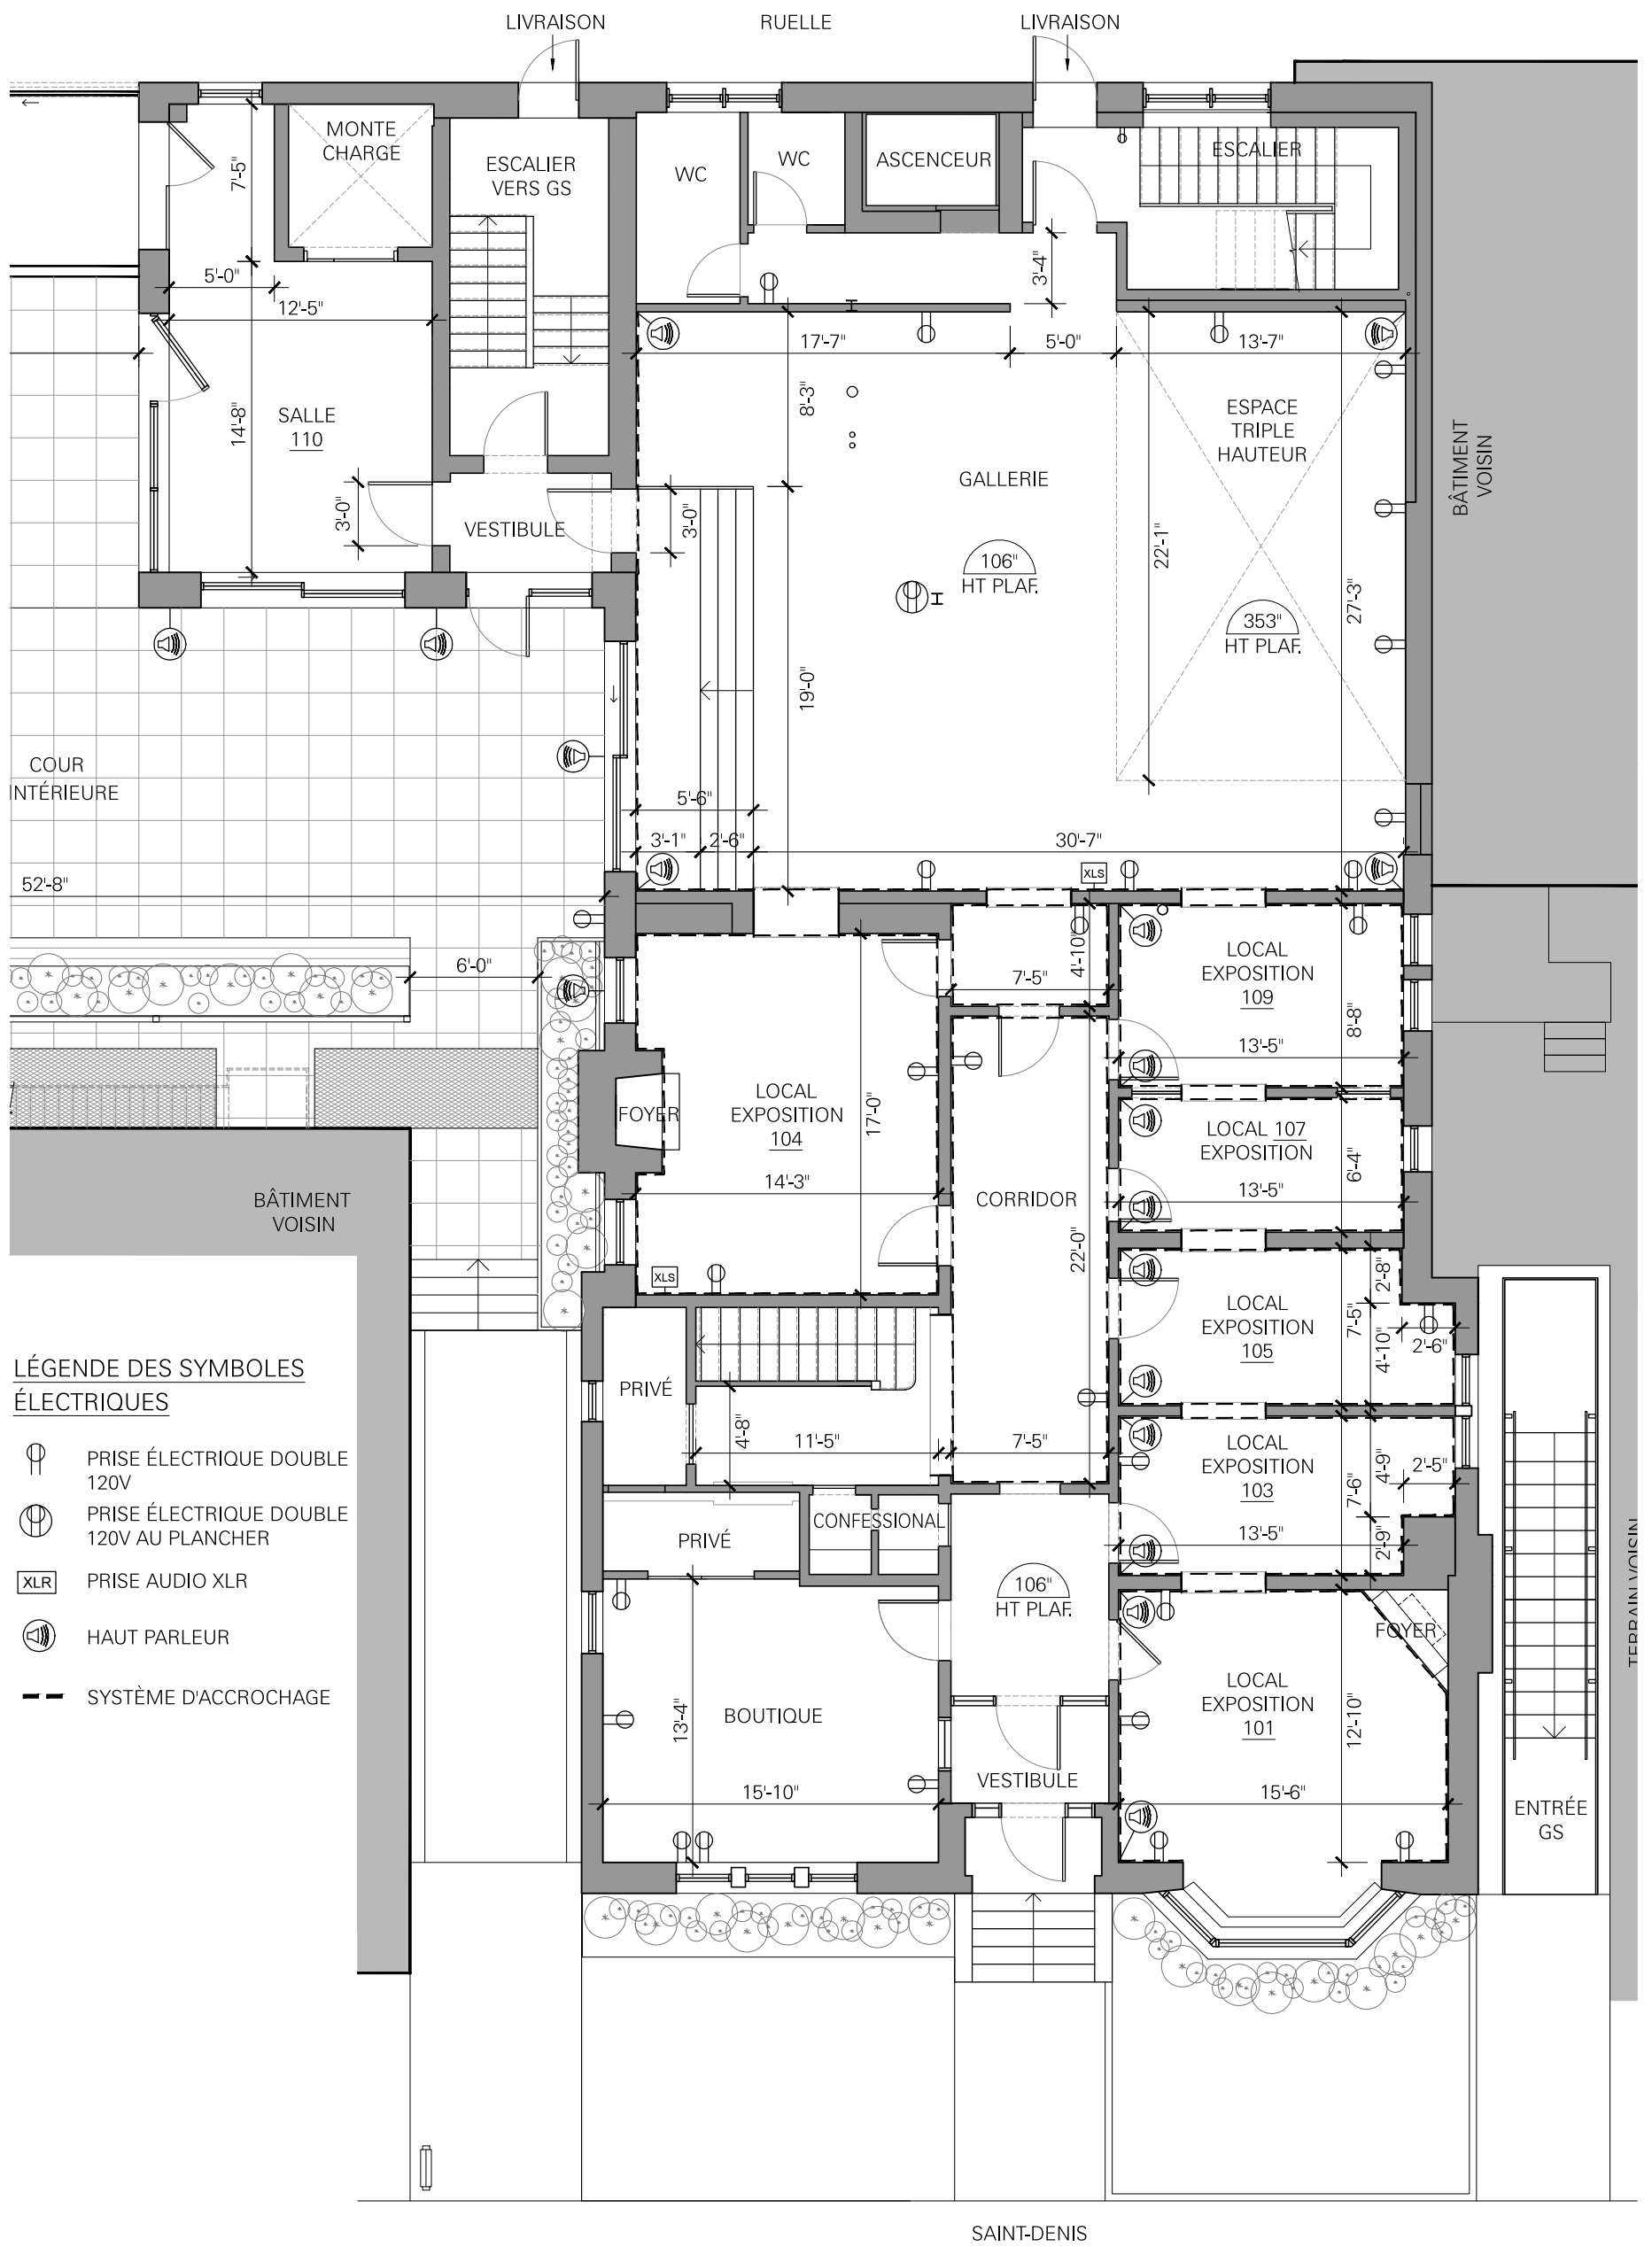 LIVRAISON
RUELLE
LIVRAISON
MONTE
CHARGE
ESCALIER
VERS GS
WC
WC
ASCENCEUR
ESCALIER
7'-5"
5'-0"
12'-5"
3'-4"
17'-7"
5'-0"
13'-7"
8'-3"
SALLE
110
14'-8"
3'-0"
VESTIBULE
3'-0"
GALLERIE
ESPACE
TRIPLE
HAUTEUR
BÂTIMENT
VOISIN
22'-1"
27'-3"
106"
HT PLAF.
353"
HT PLAF.
19'-0"
COUR
INTÉRIEURE
5'-6"
3'-1"
2'-6"
30'-7"
XLS
52'-8"
6'-0"
4'-10"
7'-5"
LOCAL
EXPOSITION
109
8'-8"
13'-5"
FOYER
LOCAL
EXPOSITION
104
17'-0"
14'-3"
LOCAL 107
EXPOSITION
6'-4"
13'-5"
CORRIDOR
22'-0"
BÂTIMENT
VOISIN
XLS
LOCAL
EXPOSITION
105
2'-8"
7'-5"
4'-10"
2'-6"
PRIVÉ
4'-8"
11'-5"
7'-5"
LOCAL
EXPOSITION
103
4'-9"
7'-6"
2'-5"
13'-5"
2'-9"
PRIVÉ
CONFESSIONAL
106"
HT PLAF.
FOYER
TERRAIN VOISIN
BOUTIQUE
13'-4"
15'-10"
VESTIBULE
LOCAL
EXPOSITION
101
12'-10"
15'-6"
ENTRÉE
GS
LÉGENDE DES SYMBOLES
ÉLECTRIQUES
PRISE ÉLECTRIQUE DOUBLE
120V
PRISE ÉLECTRIQUE DOUBLE
120V AU PLANCHER
XLR PRISE AUDIO XLR
HAUT PARLEUR
SYSTÈME D'ACCROCHAGE
SAINT-DENIS